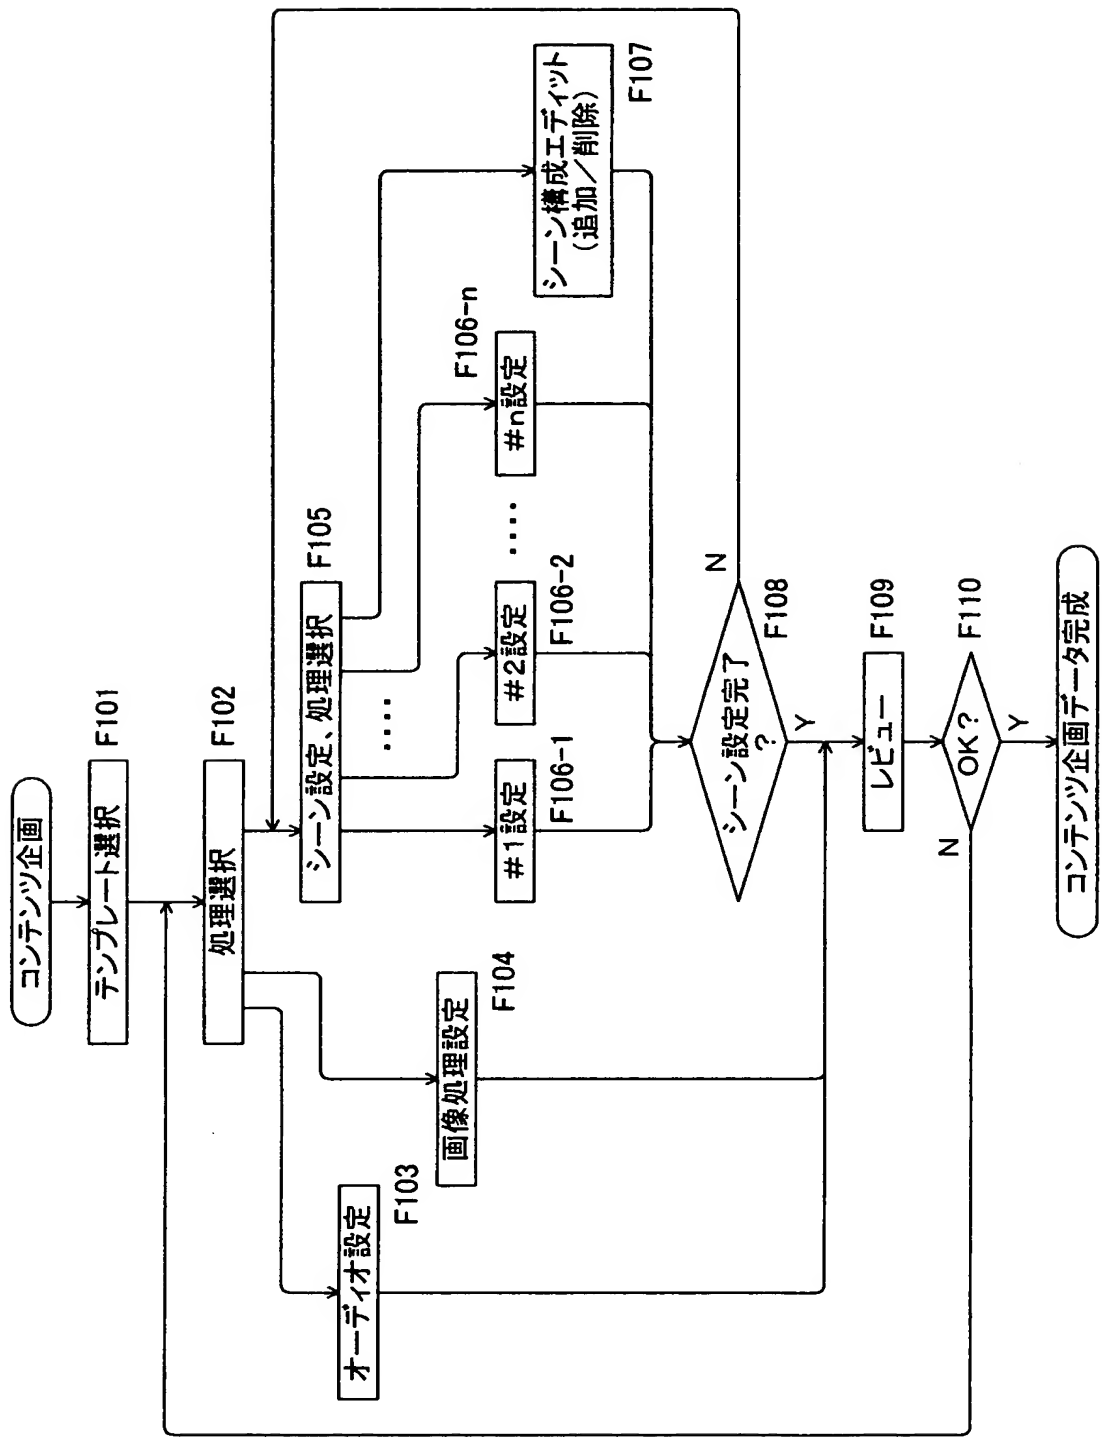 コンテンツ企画
テンプレート選択
F101
処理選択
F102
オーディオ設定
F103
画像処理設定
F104
シーン設定、処理選択
F105
‥‥
#1設定
F106-1
#2設定
F106-2
‥‥
#n設定
F106-n
シーン構成エディット
(追加/削除)
F107
シーン設定完了
?
F108
N
Y
レビュー
F109
OK?
F110
N
Y
コンテンツ企画データ完成